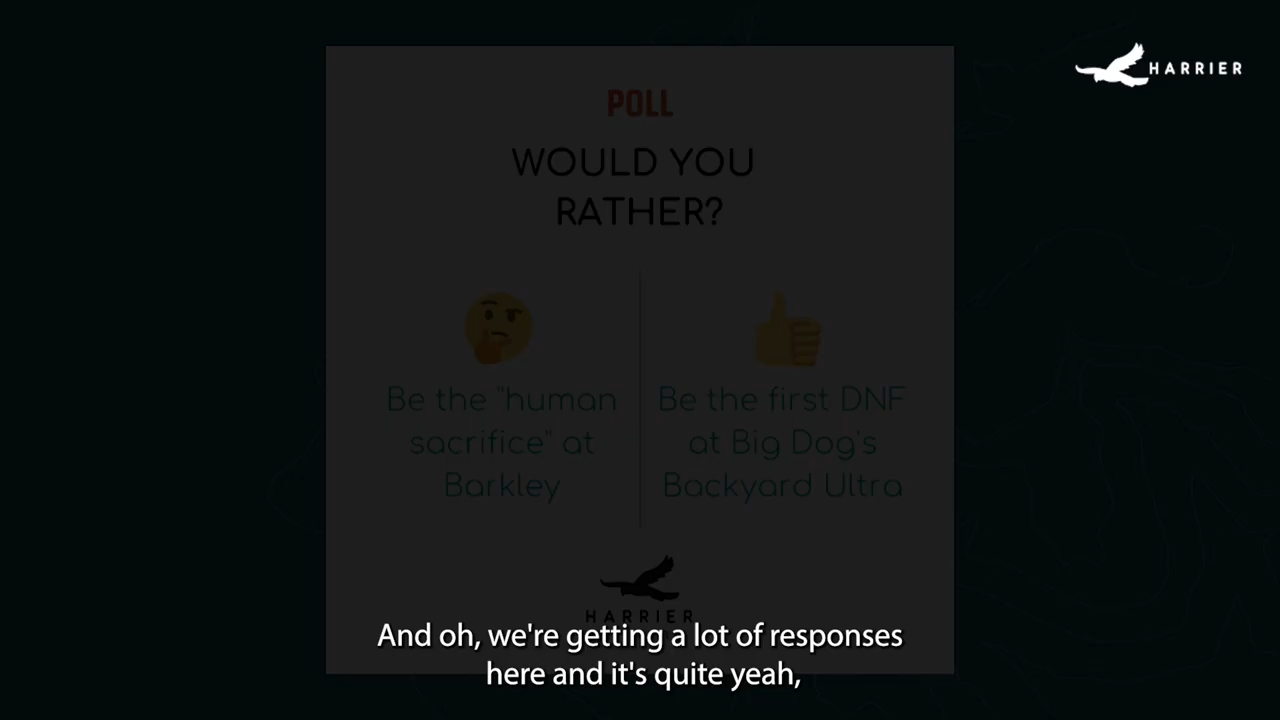 HARRIER
POLL
WOULD YOU
RATHER?
Be the "human
sacrifice" at
Barkley
Be the first DNF
at Big Dog's
Backyard Ultra
HARRIER
And oh, we're getting a lot of responses
here and it's quite yeah,